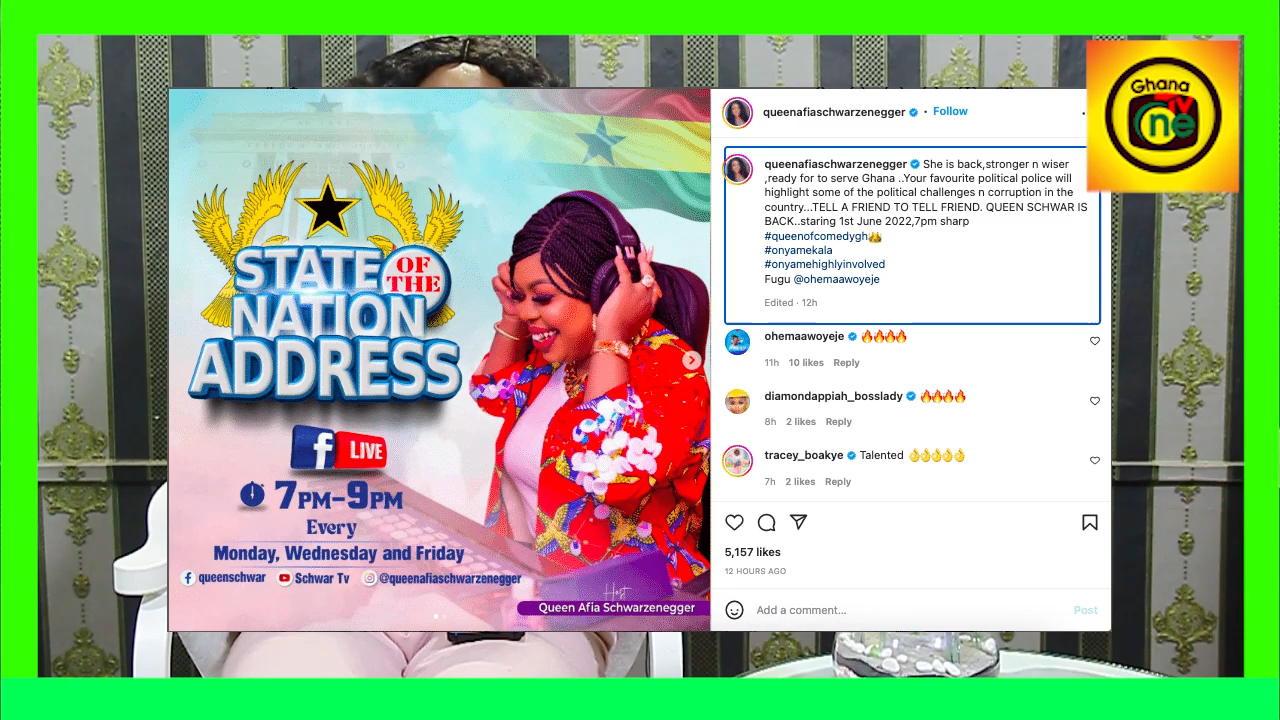 Ghana
TV
One
STATE
OF
THE
NATION
ADDRESS
f LIVE
7PM-9PM
Every
Monday, Wednesday and Friday
queenschwar Schwar Tv @queenafiaschwarzenegger
Host
Queen Afia Schwarzenegger
queenafiaschwarzenegger • Follow
queenafiaschwarzenegger She is back,stronger n wiser
,ready for to serve Ghana ..Your favourite political police will
highlight some of the political challenges n corruption in the
country...TELL A FRIEND TO TELL FRIEND. QUEEN SCHWAR IS
BACK..staring 1st June 2022,7pm sharp
#queenofcomedygh👑
#onyamekala
#onyamehighlyinvolved
Fugu @ohemaawoyeje
Edited · 12h
ohemaawoyeje 🔥🔥🔥🔥
11h 10 likes Reply
diamondappiah_bosslady 🔥🔥🔥🔥
8h 2 likes Reply
tracey_boakye Talented 👌👌👌👌👌
7h 2 likes Reply
5,157 likes
12 HOURS AGO
Add a comment... Post